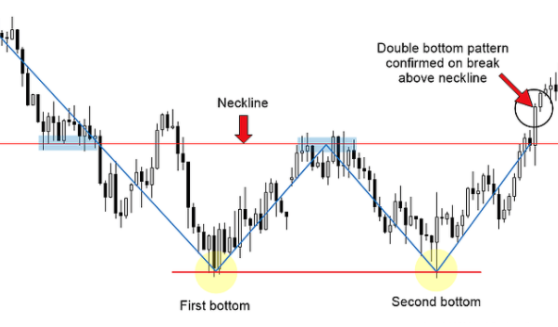 Double bottom pattern
confirmed on break
above neckline
Neckline
First bottom
Second bottom